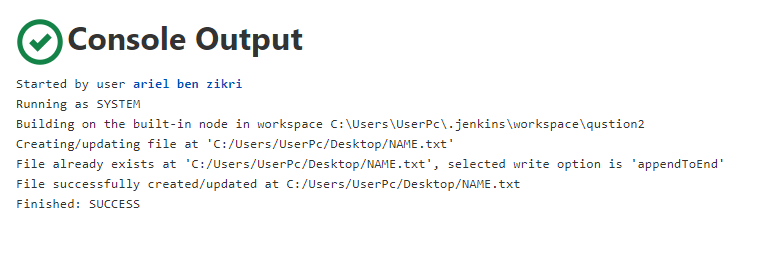 Console Output
Started by user ariel ben zikri
Running as SYSTEM
Building on the built-in node in workspace C:\Users\UserPc\.jenkins\workspace\qustion2
Creating/updating file at 'C:/Users/UserPc/Desktop/NAME.txt'
File already exists at 'C:/Users/UserPc/Desktop/NAME.txt', selected write option is 'appendToEnd'
File successfully created/updated at C:/Users/UserPc/Desktop/NAME.txt
Finished: SUCCESS